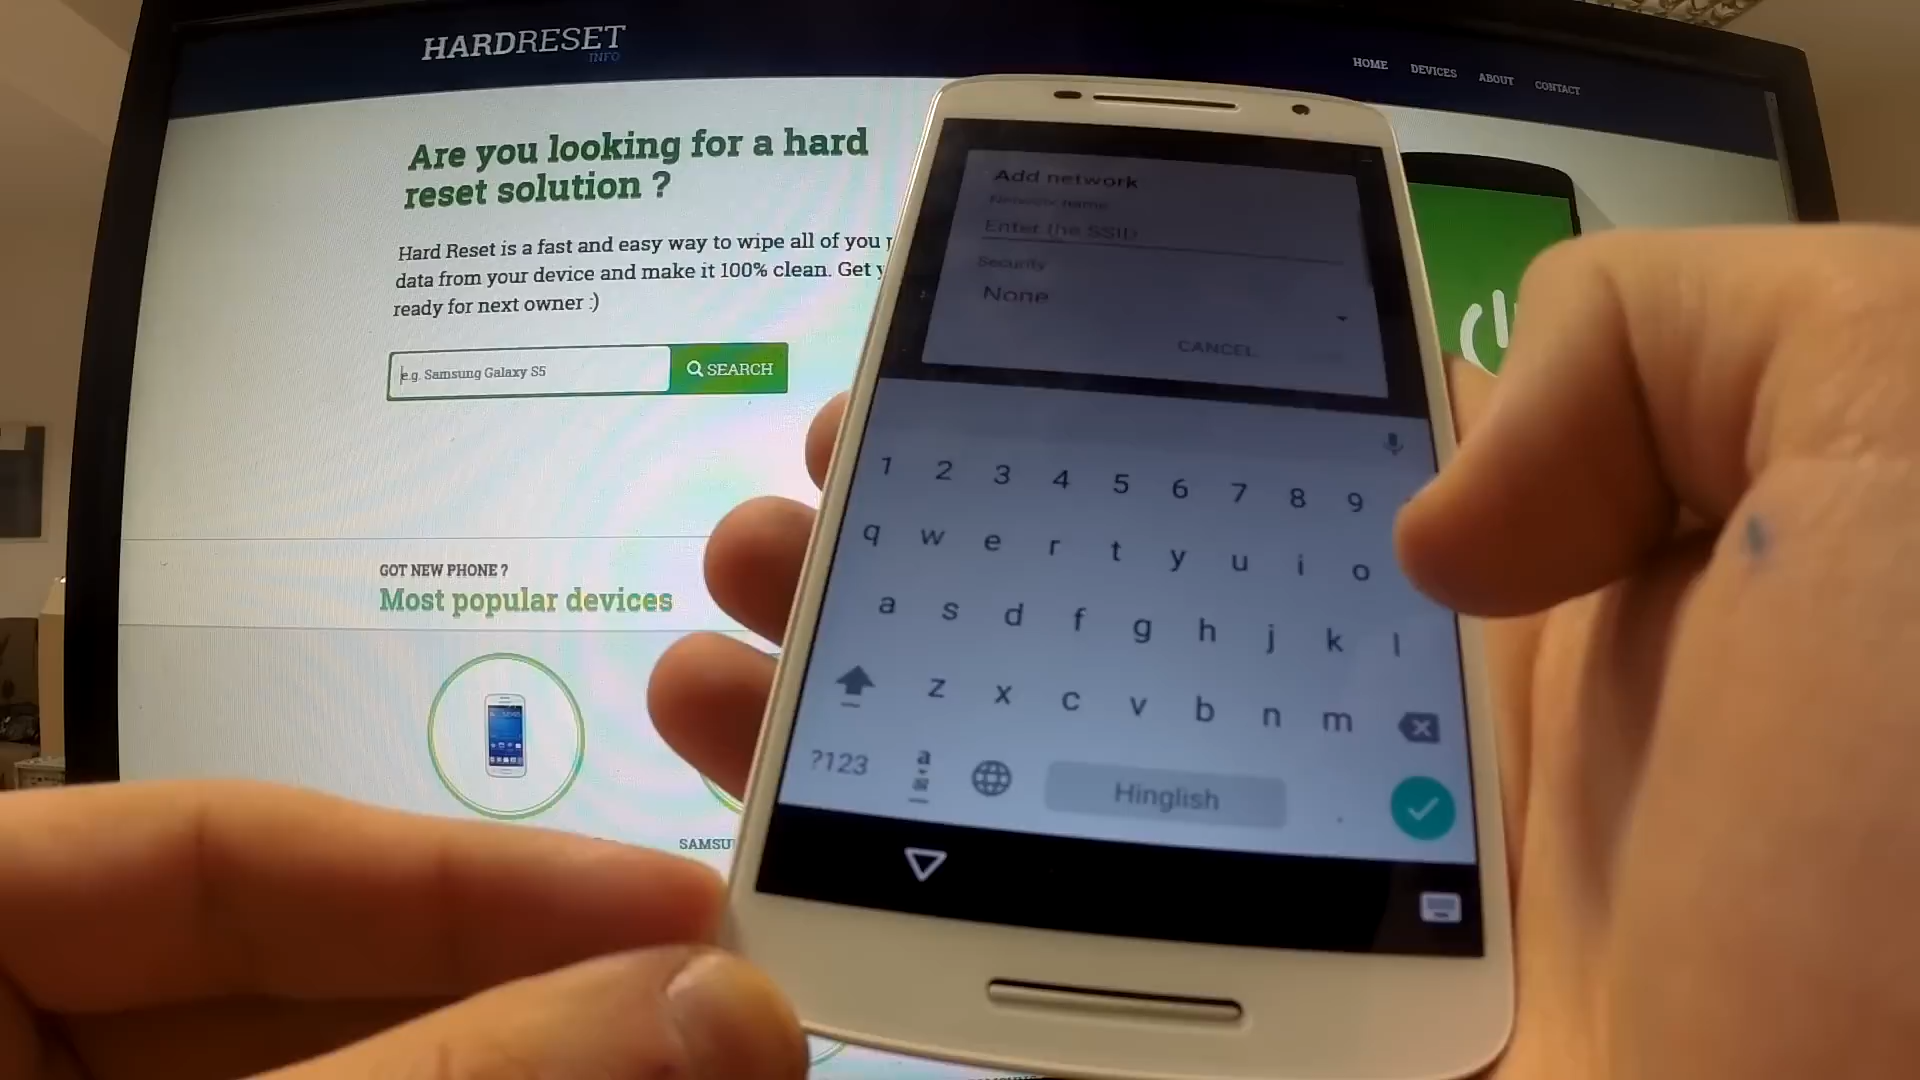 HARDRESET
INFO
HOME DEVICES ABOUT CONTACT
Are you looking for a hard
reset solution ?
Hard Reset is a fast and easy way to wipe all of you
data from your device and make it 100% clean. Get
ready for next owner :)
e.g. Samsung Galaxy S5
SEARCH
GOT NEW PHONE ?
Most popular devices
SAMSU
Add network
Network name
Enter the SSID
Security
None
CANCEL
1 2 3 4 5 6 7 8 9
q w e r t y u i o
a s d f g h j k l
z x c v b n m
?123 a Hinglish .